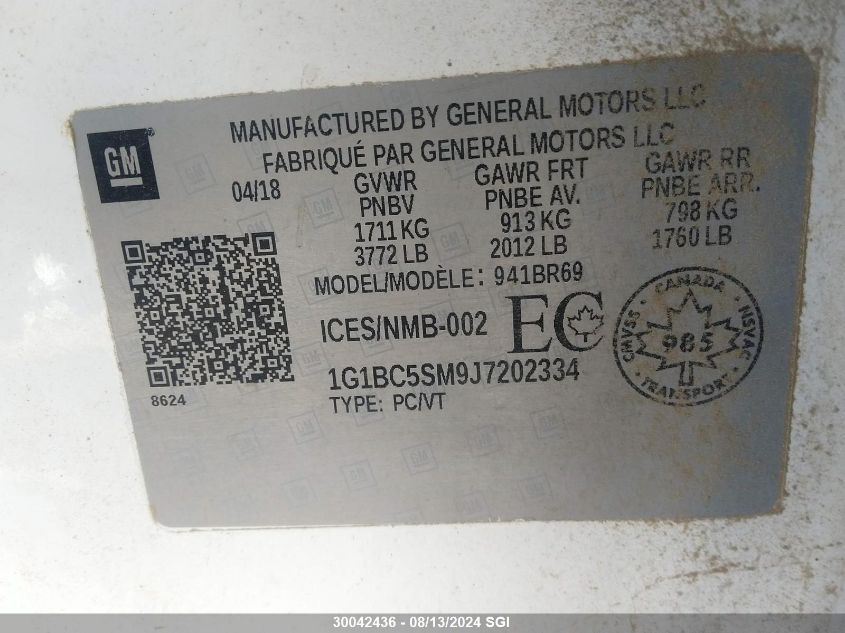 GM
MANUFACTURED BY GENERAL MOTORS LLC
FABRIQUÉ PAR GENERAL MOTORS LLC
04/18 GVWR GAWR FRT GAWR RR
PNBV PNBE AV. PNBE ARR.
1711 KG 913 KG 798 KG
3772 LB 2012 LB 1760 LB
MODEL/MODÈLE: 941BR69
ICES/NMB-002 EC
CANADA
CMVSS 985 NSVAC
TRANSPORT
1G1BC5SM9J7202334
8624
TYPE: PC/VT
30042436 - 08/13/2024 SGI